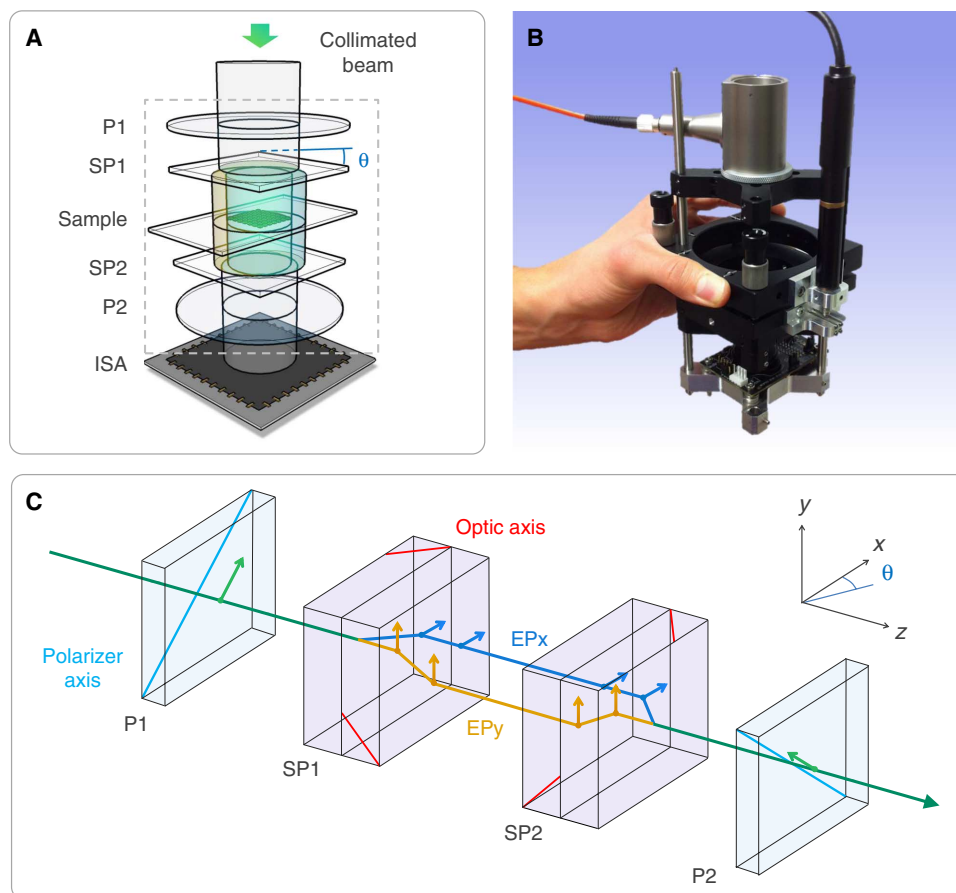 A
Collimated
beam
P1
SP1
θ
Sample
SP2
P2
ISA
B
C
Optic axis
y
x
θ
z
EPx
Polarizer
axis
P1
EPy
SP1
SP2
P2